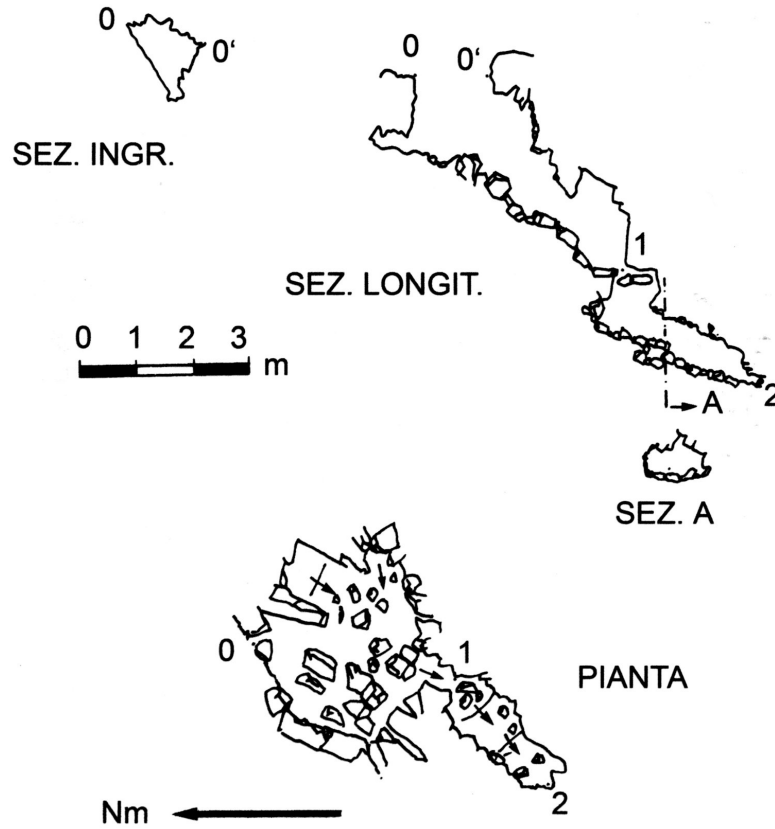 0 0'
SEZ. INGR.
0 0'
1
SEZ. LONGIT.
0 1 2 3 m
A
2
SEZ. A
0
1
PIANTA
2
Nm